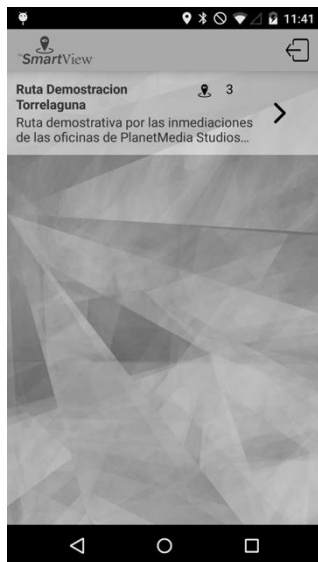 11:41
SmartView
Ruta Demostracion
Torrelaguna
3
Ruta demostrativa por las inmediaciones
de las oficinas de PlanetMedia Studios...